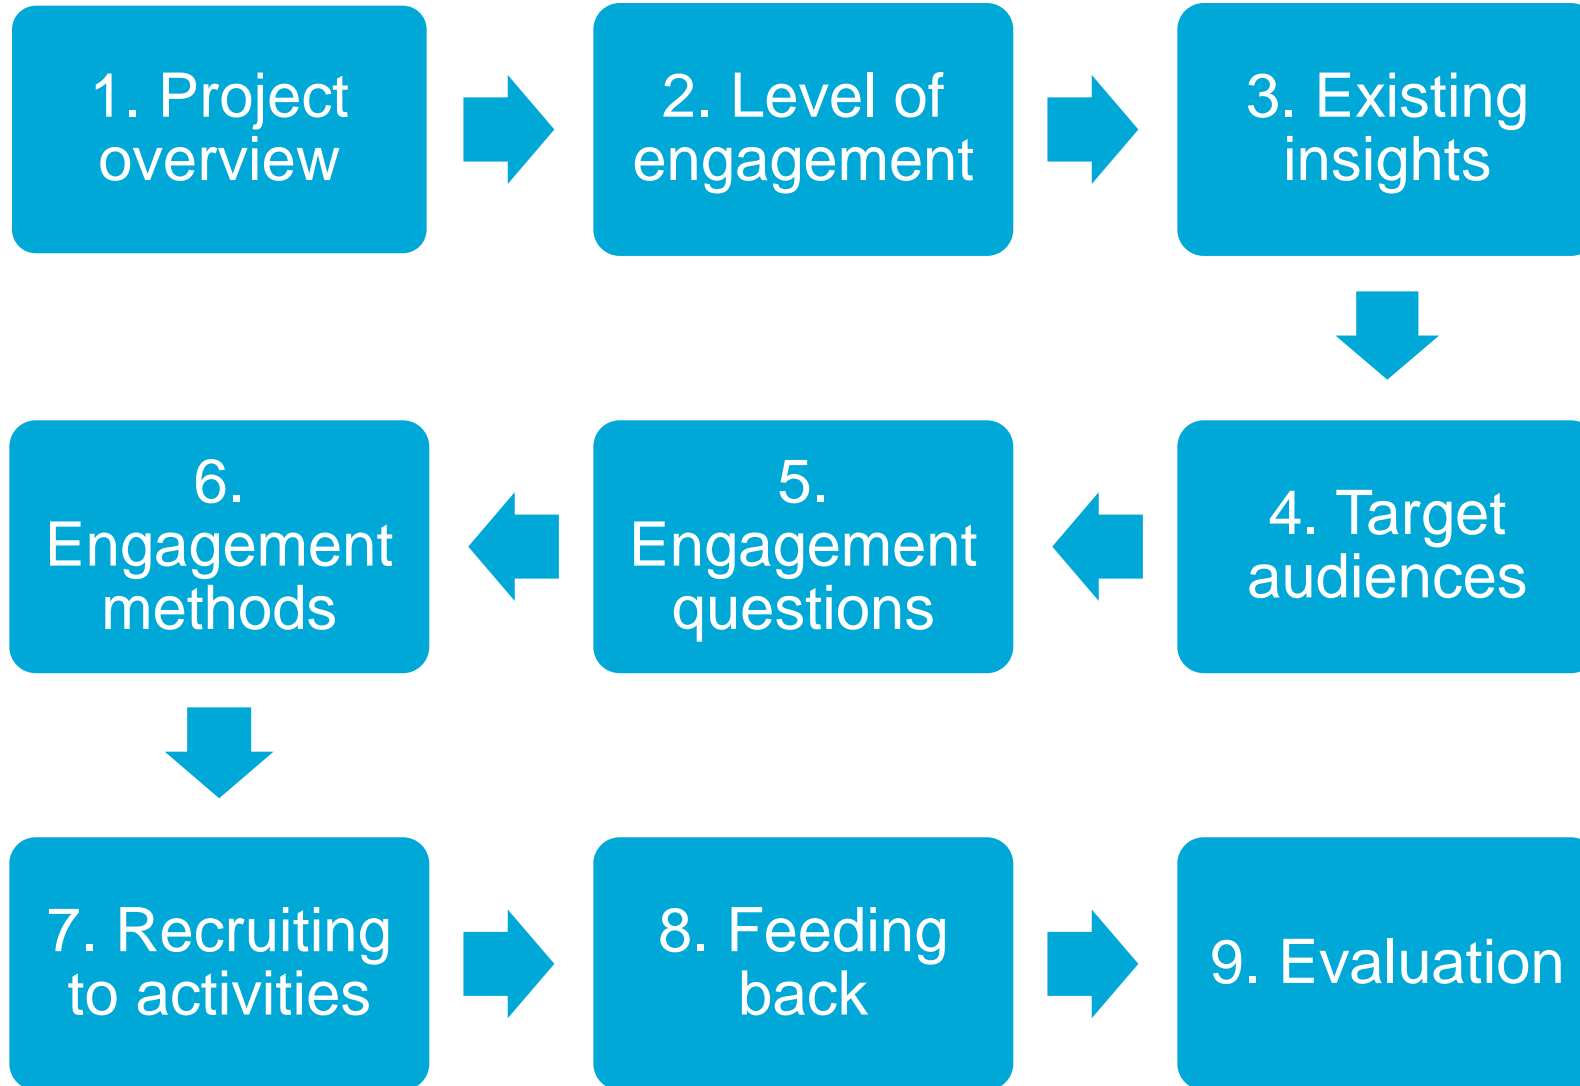 1. Project
overview
2. Level of
engagement
3. Existing
insights
4. Target
audiences
5.
Engagement
questions
6.
Engagement
methods
7. Recruiting
to activities
8. Feeding
back
9. Evaluation